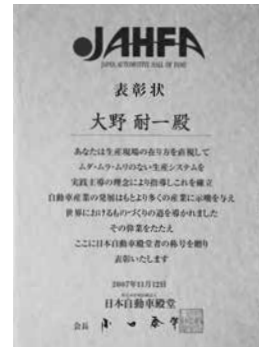 JAHFA
JAPAN AUTOMOTIVE HALL OF FAME
表彰状
大野 耐一殿
あなたは生産現場の在り方を直視して
ムダ・ムラ・ムリのない生産システムを
実践主導の理念により指導しこれを確立
自動車産業の発展はもとより多くの産業に示唆を与え
世界におけるものづくりの道を導かれました
その偉業をたたえ
ここに日本自動車殿堂者の称号を贈り
表彰いたします
2007年11月12日
日本自動車殿堂
会長